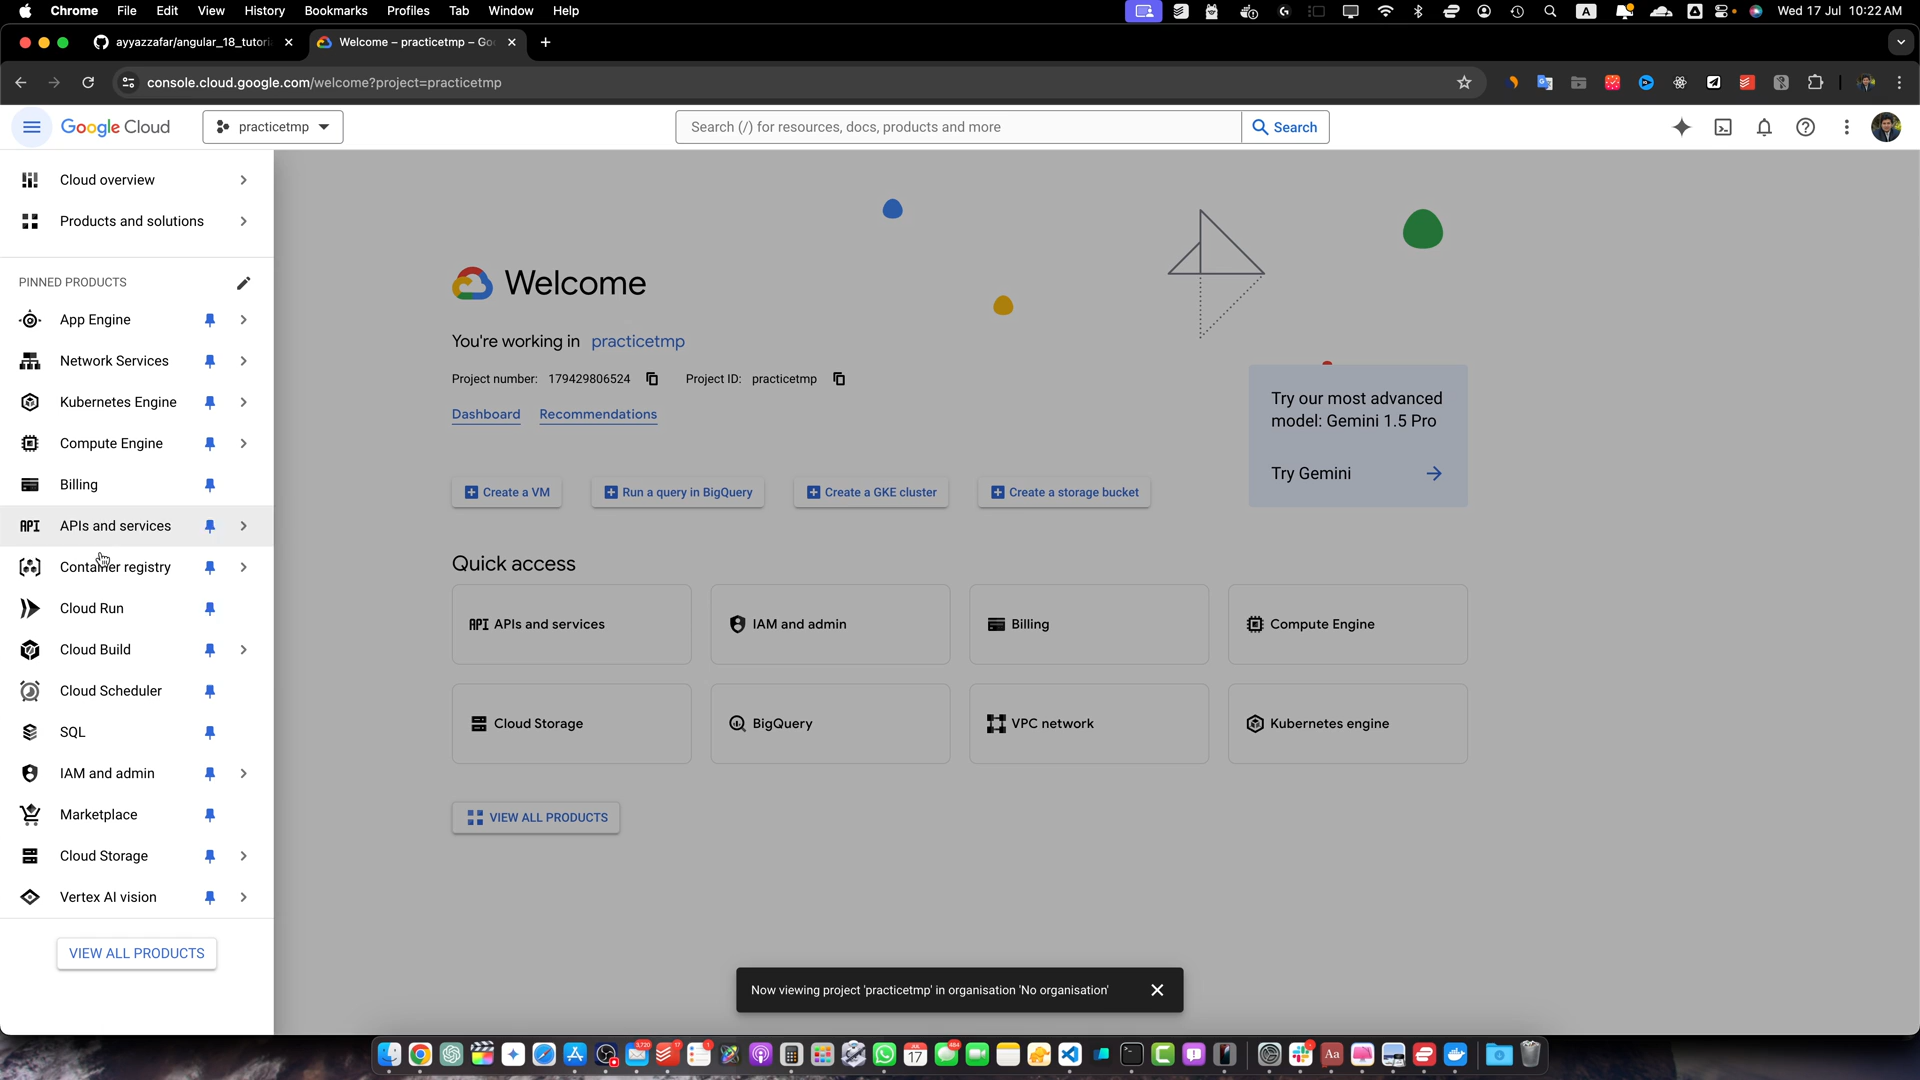 Chrome File Edit View History Bookmarks Profiles Tab Window Help
Wed 17 Jul 10:22 AM
ayyazzafar/angular_18_tutori
Welcome – practicetmp – Goo
console.cloud.google.com/welcome?project=practicetmp
Google Cloud
practicetmp
Search (/) for resources, docs, products and more
Search
Cloud overview
Products and solutions
PINNED PRODUCTS
App Engine
Network Services
Kubernetes Engine
Compute Engine
Billing
API APIs and services
Container registry
Cloud Run
Cloud Build
Cloud Scheduler
SQL
IAM and admin
Marketplace
Cloud Storage
Vertex AI vision
VIEW ALL PRODUCTS
Welcome
You're working in practicetmp
Project number: 179429806524 Project ID: practicetmp
Dashboard Recommendations
Try our most advanced
model: Gemini 1.5 Pro
Try Gemini
Create a VM
Run a query in BigQuery
Create a GKE cluster
Create a storage bucket
Quick access
API APIs and services
IAM and admin
Billing
Compute Engine
Cloud Storage
BigQuery
VPC network
Kubernetes engine
VIEW ALL PRODUCTS
Now viewing project 'practicetmp' in organisation 'No organisation'